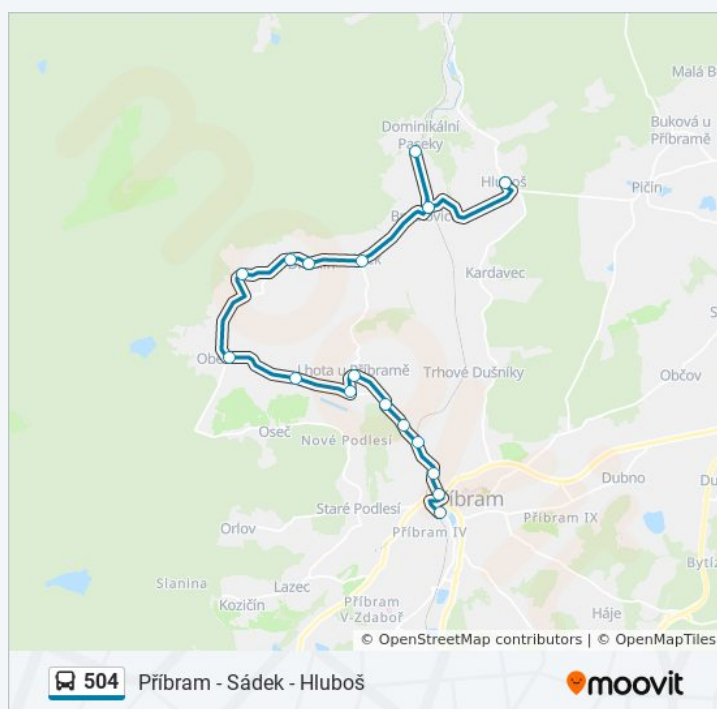 Malá B
Dominikální
Paseky
Buková u
Příbramě
Hluboš
Pičín
Kardavec
Lhota u Příbramě
Trhové Dušníky
Občov
Oseč
Nové Podlesí
Dubno
Příbram
Staré Podlesí
Příbram IX
Orlov
Příbram IV
Bytíz
Slanina
Lazec
Kozičín
Příbram
V-Zdaboř
Háje
© OpenStreetMap contributors | © OpenMapTiles
504 Příbram - Sádek - Hluboš
moovit